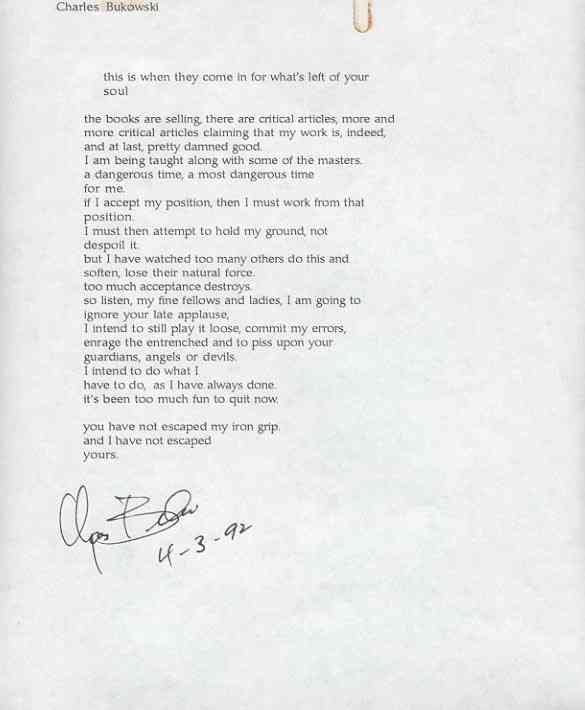 Charles Bukowski
this is when they come in for what's left of your
soul
the books are selling, there are critical articles, more and
more critical articles claiming that my work is, indeed,
and at last, pretty damned good.
I am being taught along with some of the masters.
a dangerous time, a most dangerous time
for me.
if I accept my position, then I must work from that
position.
I must then attempt to hold my ground, not
despoil it.
but I have watched too many others do this and
soften, lose their natural force.
too much acceptance destroys.
so listen, my fine fellows and ladies, I am going to
ignore your late applause,
I intend to still play it loose, commit my errors,
enrage the entrenched and to piss upon your
guardians, angels or devils.
I intend to do what I
have to do, as I have always done.
it's been too much fun to quit now.
you have not escaped my iron grip.
and I have not escaped
yours.
4-3-92